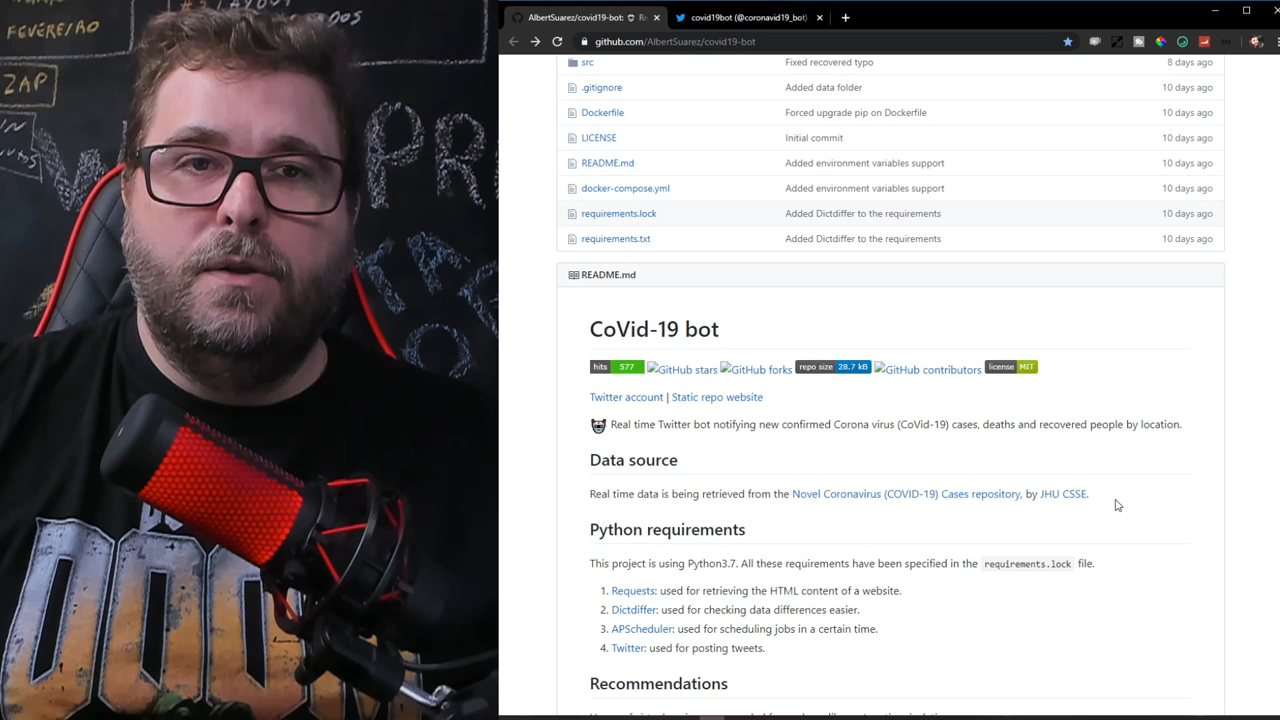 FEVEREIRO
ZAP
DOS
PR
DOOM
AlbertSuarez/covid19-bot:
covid19bot (@coronavid19_bot)
github.com/AlbertSuarez/covid19-bot
src Fixed recovered typo 8 days ago
.gitignore Added data folder 10 days ago
Dockerfile Forced upgrade pip on Dockerfile 10 days ago
LICENSE Initial commit 10 days ago
README.md Added environment variables support 10 days ago
docker-compose.yml Added environment variables support 10 days ago
requirements.lock Added Dictdiffer to the requirements 10 days ago
requirements.txt Added Dictdiffer to the requirements 10 days ago
README.md
CoVid-19 bot
hits 577 GitHub stars GitHub forks repo size 28.7 kB GitHub contributors license MIT
Twitter account | Static repo website
Real time Twitter bot notifying new confirmed Corona virus (CoVid-19) cases, deaths and recovered people by location.
Data source
Real time data is being retrieved from the Novel Coronavirus (COVID-19) Cases repository, by JHU CSSE.
Python requirements
This project is using Python3.7. All these requirements have been specified in the requirements.lock file.
1. Requests: used for retrieving the HTML content of a website.
2. Dictdiffer: used for checking data differences easier.
3. APScheduler: used for scheduling jobs in a certain time.
4. Twitter: used for posting tweets.
Recommendations